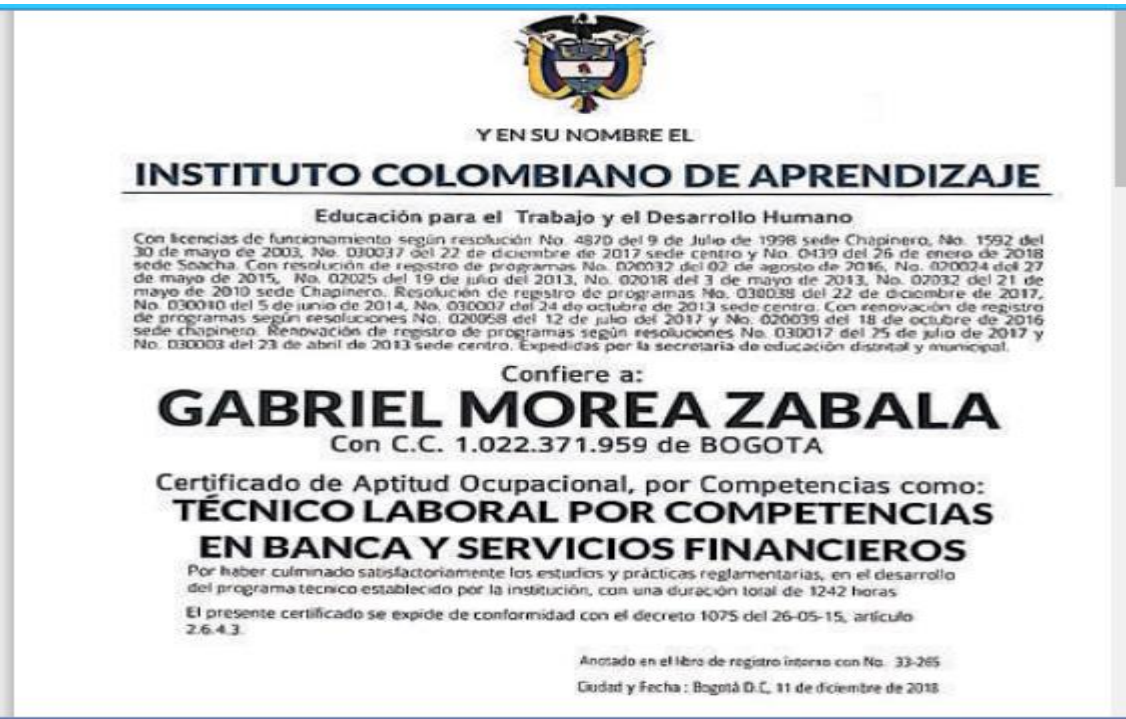 Y EN SU NOMBRE EL
INSTITUTO COLOMBIANO DE APRENDIZAJE
Educación para el Trabajo y el Desarrollo Humano
Con licencias de funcionamiento según resolución No. 4870 del 9 de Julio de 1998 sede Chapinero, No. 1592 del
30 de mayo de 2003, No. 030037 del 22 de diciembre de 2017 sede centro y No. 0439 del 26 de enero de 2018
sede Soacha. Con resolución de registro de programas No. 020032 del 02 de agosto de 2016, No. 020024 del 27
de mayo de 2015, No. 02025 del 19 de julio del 2013, No. 02018 del 3 de mayo de 2013, No. 02032 del 21 de
mayo de 2010 sede Chapinero. Resolución de registro de programas No. 030038 del 22 de diciembre de 2017,
No. 030010 del 5 de junio de 2014, No. 030007 del 24 de octubre de 2013 sede centro. Con renovación de registro
de programas según resoluciones No. 020058 del 12 de julio del 2017 y No. 020039 del 18 de octubre de 2016
sede chapinero. Renovación de registro de programas según resoluciones No. 030017 del 25 de julio de 2017 y
No. 030003 del 23 de abril de 2013 sede centro. Expedidas por la secretaria de educación distrital y municipal.
Confiere a:
GABRIEL MOREA ZABALA
Con C.C. 1.022.371.959 de BOGOTA
Certificado de Aptitud Ocupacional, por Competencias como:
TÉCNICO LABORAL POR COMPETENCIAS
EN BANCA Y SERVICIOS FINANCIEROS
Por haber culminado satisfactoriamente los estudios y prácticas reglamentarias, en el desarrollo
del programa tecnico establecido por la institución, con una duración total de 1242 horas
El presente certificado se expide de conformidad con el decreto 1075 del 26-05-15, artículo
2.6.4.3.
Anotado en el libro de registro interno con No. 33-265
Ciudad y Fecha : Bogotá D.C, 11 de diciembre de 2018